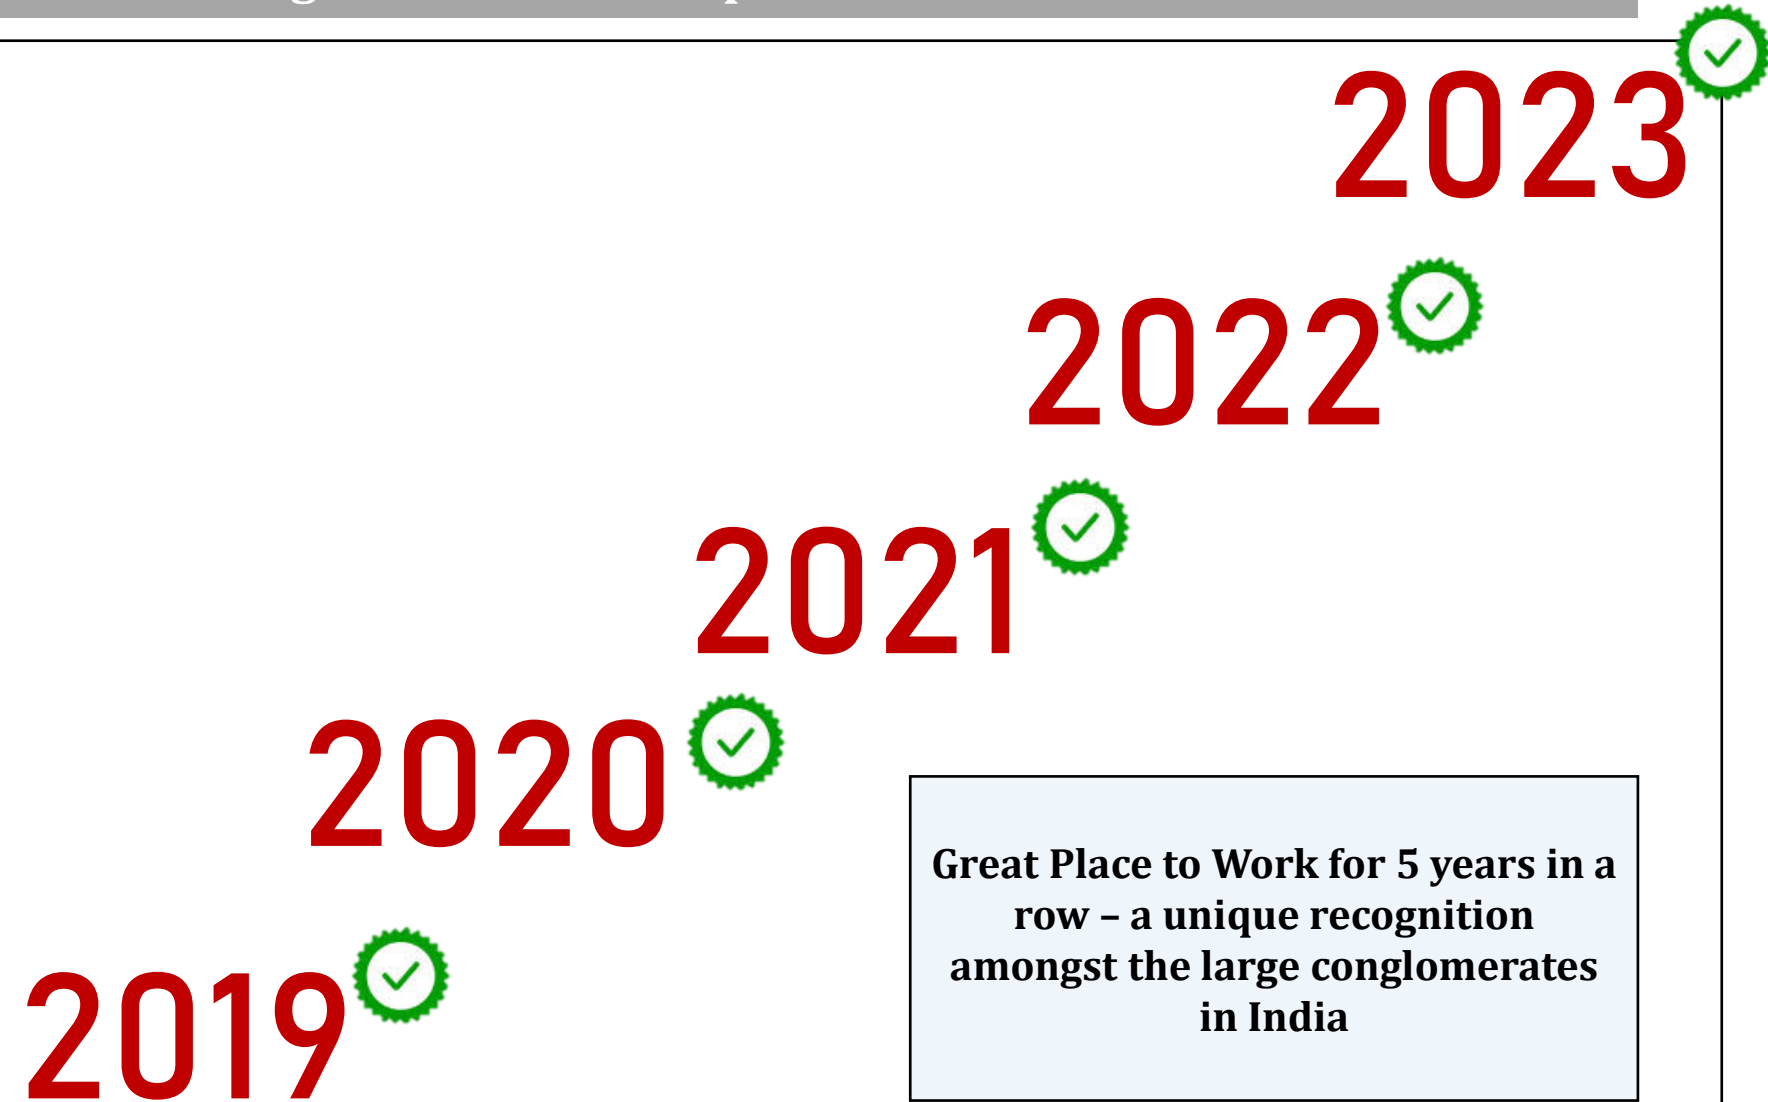 2023
2022
2021
2020
2019
Great Place to Work for 5 years in a
row – a unique recognition
amongst the large conglomerates
in India